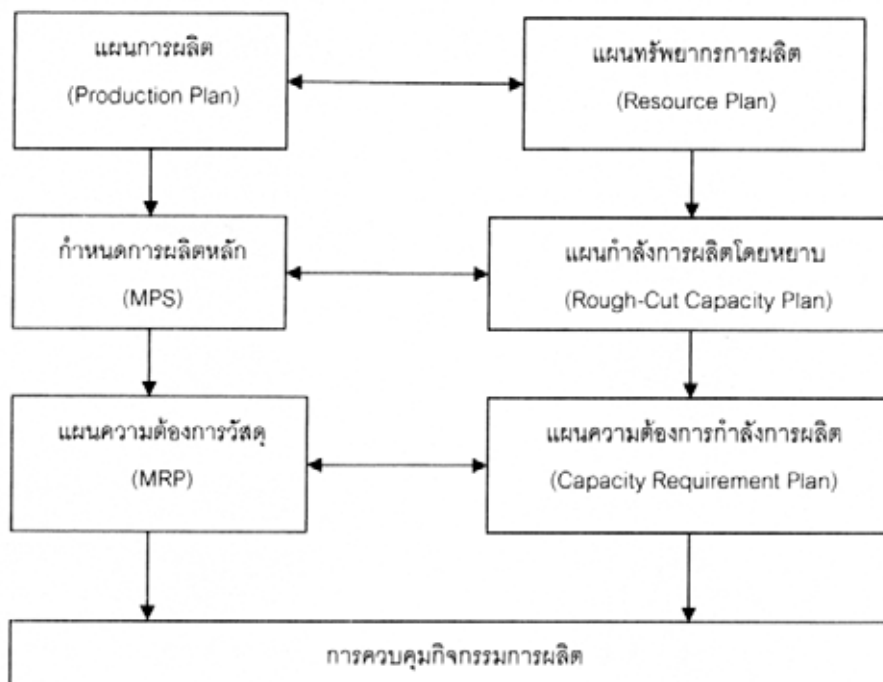 แผนการผลิต
(Production Plan)
แผนทรัพยากรการผลิต
(Resource Plan)
กำหนดการผลิตหลัก
(MPS)
แผนกำลังการผลิตโดยหยาบ
(Rough-Cut Capacity Plan)
แผนความต้องการวัสดุ
(MRP)
แผนความต้องการกำลังการผลิต
(Capacity Requirement Plan)
การควบคุมกิจกรรมการผลิต